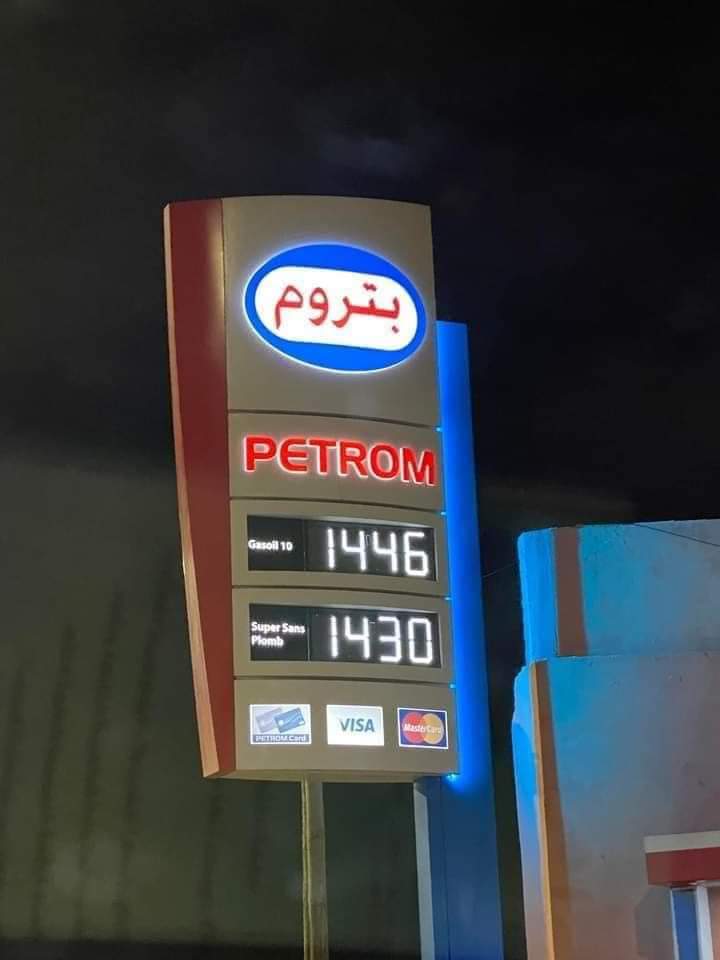 بتروم
PETROM
Gasoil 10 1446
Super Sans
Plomb 1430
PETROM Card
VISA
MasterCard